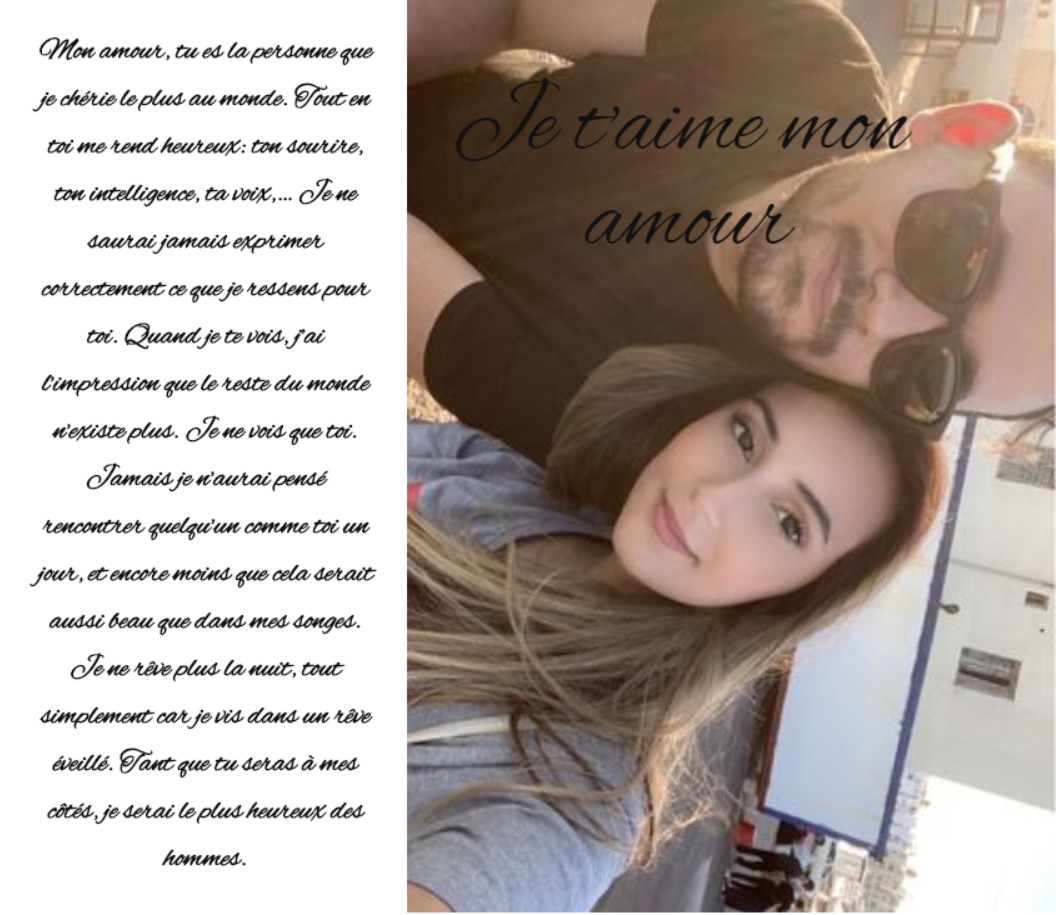 Mon amour, tu es la personne que
je chérie le plus au monde. Tout en
toi me rend heureux: ton sourire,
ton intelligence, ta voix,... Je ne
saurai jamais exprimer
correctement ce que je ressens pour
toi. Quand je te vois, j'ai
l'impression que le reste du monde
n'existe plus. Je ne vois que toi.
Jamais je n'aurai pensé
rencontrer quelqu'un comme toi un
jour, et encore moins que cela serait
aussi beau que dans mes songes.
Je ne rêve plus la nuit, tout
simplement car je vis dans un rêve
éveillé. Tant que tu seras à mes
côtés, je serai le plus heureux des
hommes.
Je t'aime mon
amour